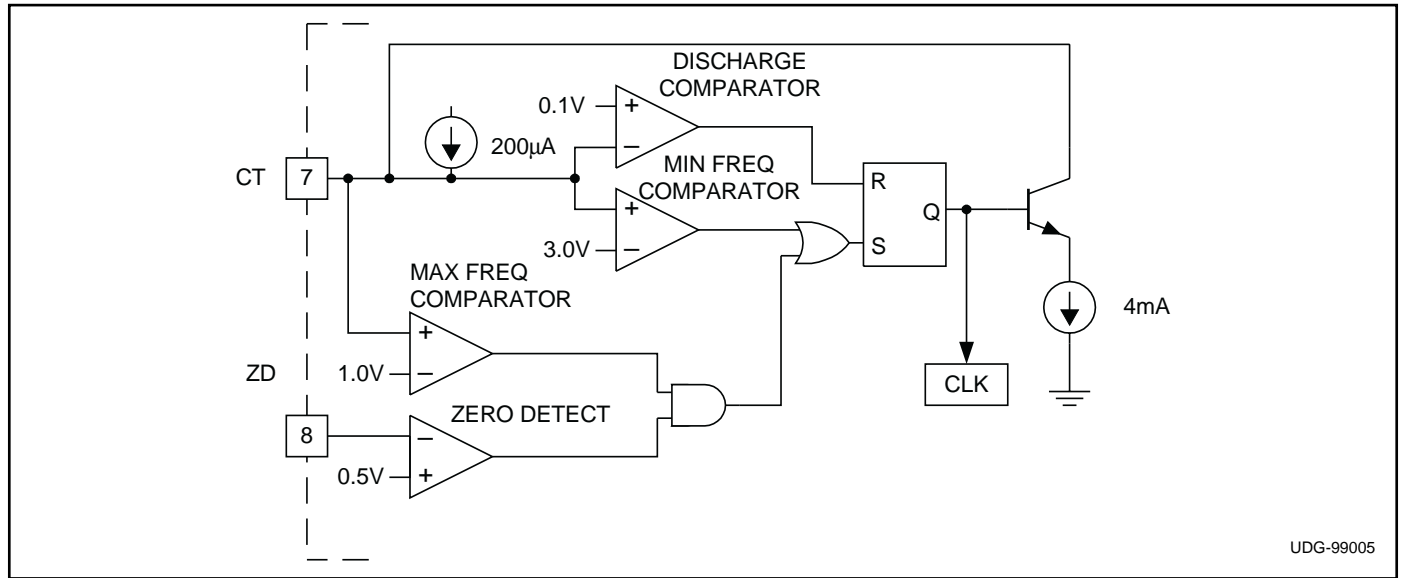 DISCHARGE
COMPARATOR
0.1V
+
−
200µA
CT
7
MIN FREQ
COMPARATOR
+
3.0V
−
R
S
Q
MAX FREQ
COMPARATOR
+
1.0V
−
4mA
CLK
ZD
8
ZERO DETECT
−
0.5V
+
UDG-99005